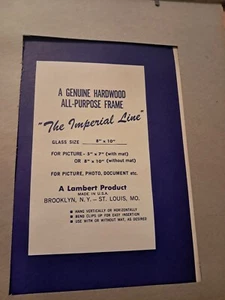 A GENUINE HARDWOOD
ALL-PURPOSE FRAME
"The Imperial Line"
GLASS SIZE 8" x 10"
FOR PICTURE - 5" x 7" (with mat)
OR 8" x 10" (without mat)
FOR PICTURE, PHOTO, DOCUMENT etc.
A Lambert Product
MADE IN U.S.A.
BROOKLYN, N. Y. — ST. LOUIS, MO.
HANG VERTICALLY OR HORIZONTALLY
BEND CLIPS UP FOR EASY INSERTION
USE WITH OR WITHOUT MAT, AS DESIRED